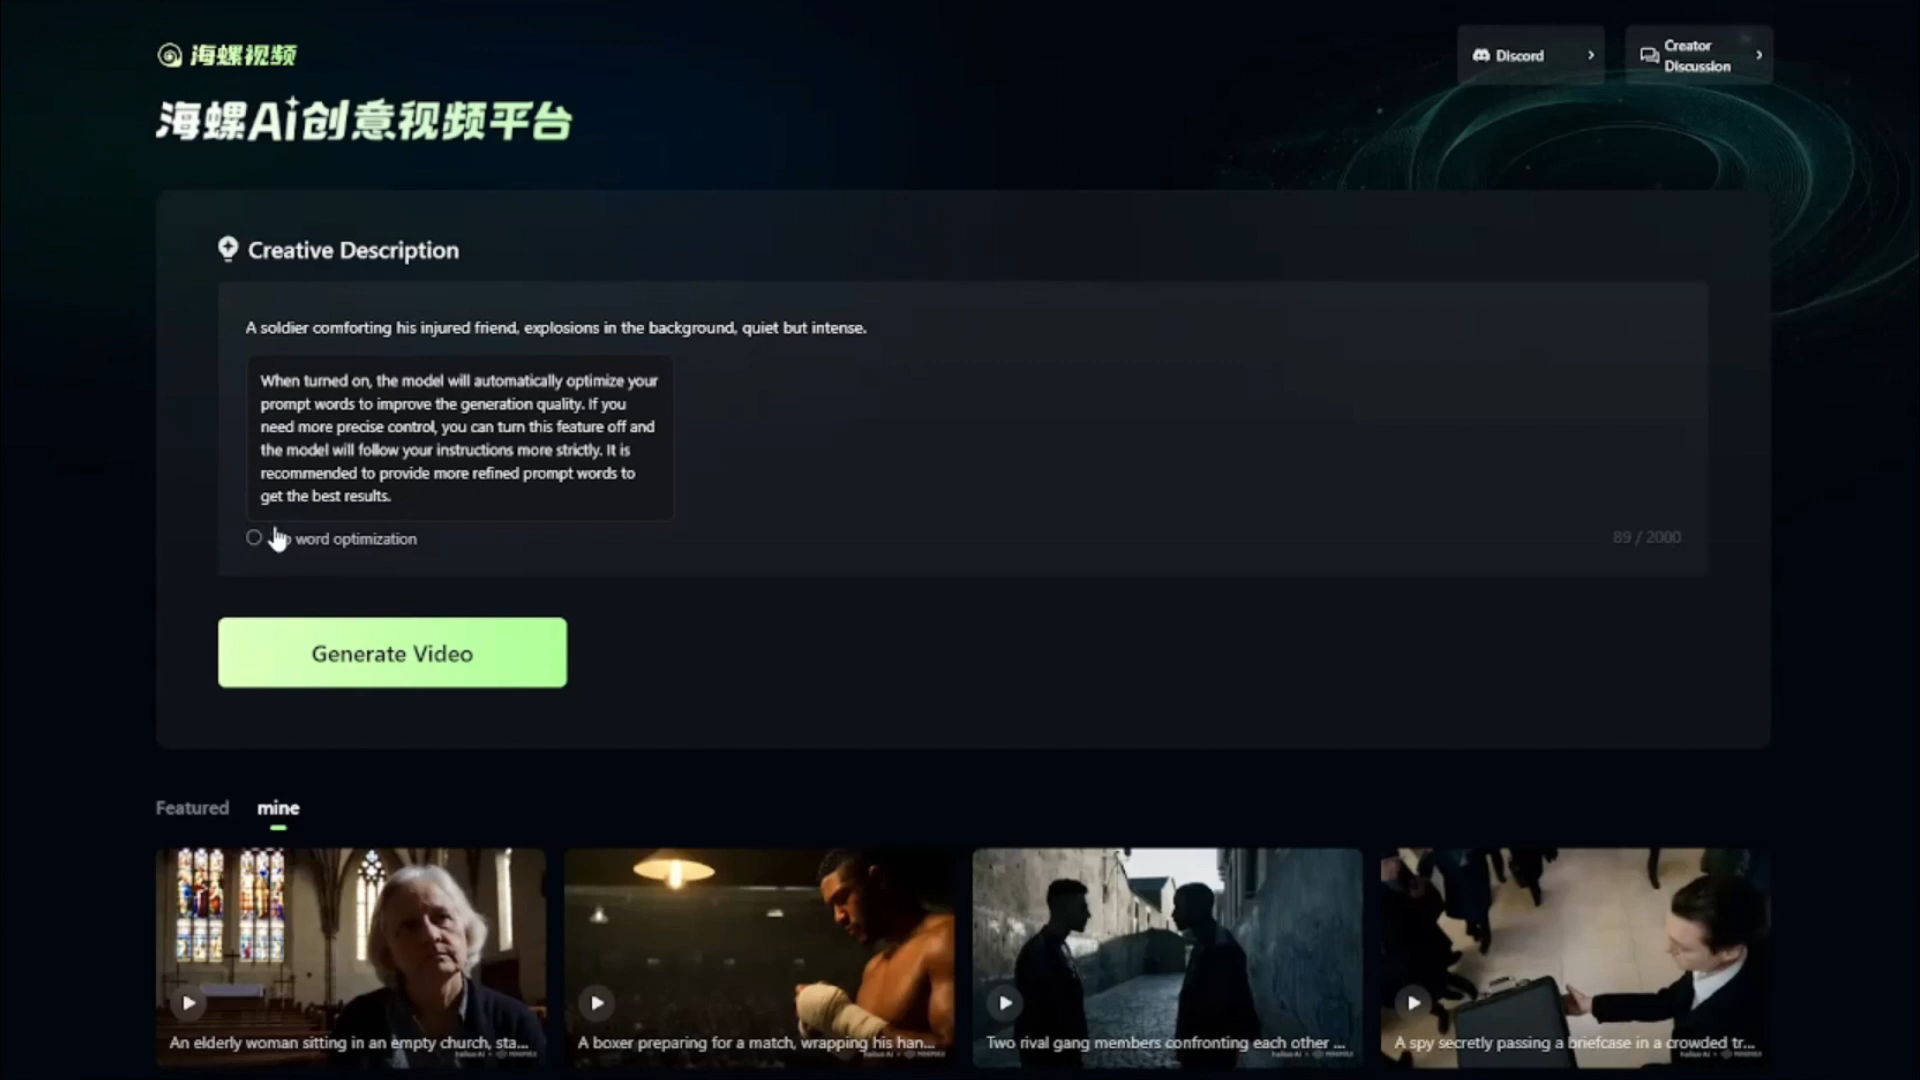 海螺视频
Discord
Creator
Discussion
海螺Ai创意视频平台
Creative Description
A soldier comforting his injured friend, explosions in the background, quiet but intense.
When turned on, the model will automatically optimize your
prompt words to improve the generation quality. If you
need more precise control, you can turn this feature off and
the model will follow your instructions more strictly. It is
recommended to provide more refined prompt words to
get the best results.
word optimization
89 / 2000
Generate Video
Featured
mine
An elderly woman sitting in an empty church, sta...
A boxer preparing for a match, wrapping his han...
Two rival gang members confronting each other ...
A spy secretly passing a briefcase in a crowded tr...